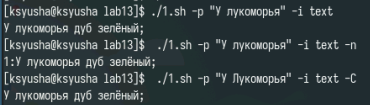 [ksyusha@ksyusha lab13]$ ./1.sh -p "У лукоморья" -i text
У лукоморья дуб зелёный;
[ksyusha@ksyusha lab13]$ ./1.sh -p "У лукоморья" -i text -n
1:У лукоморья дуб зелёный;
[ksyusha@ksyusha lab13]$ ./1.sh -p "У Лукоморья" -i text -C
У лукоморья дуб зелёный;